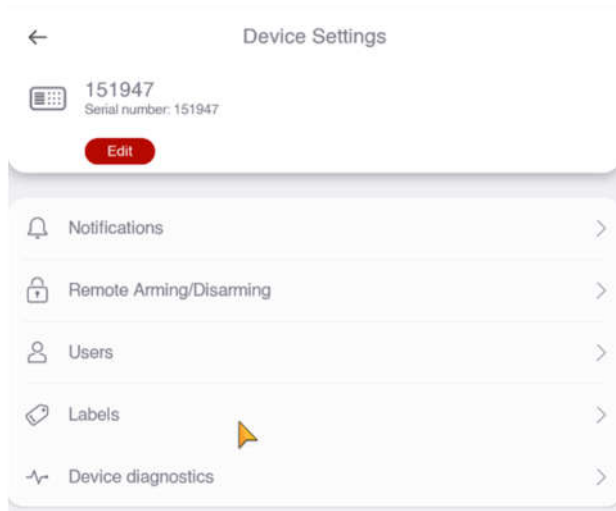 Device Settings
151947
Serial number: 151947
Edit
Notifications
Remote Arming/Disarming
Users
Labels
Device diagnostics